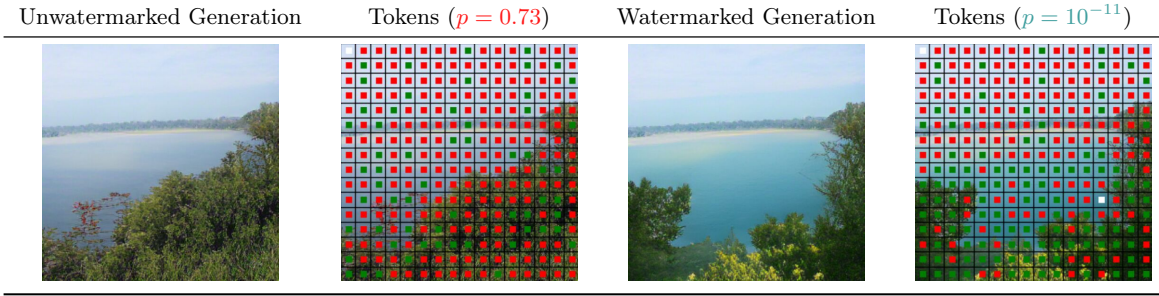 Unwatermarked Generation Tokens (p = 0.73) Watermarked Generation Tokens (p = 10⁻¹¹)